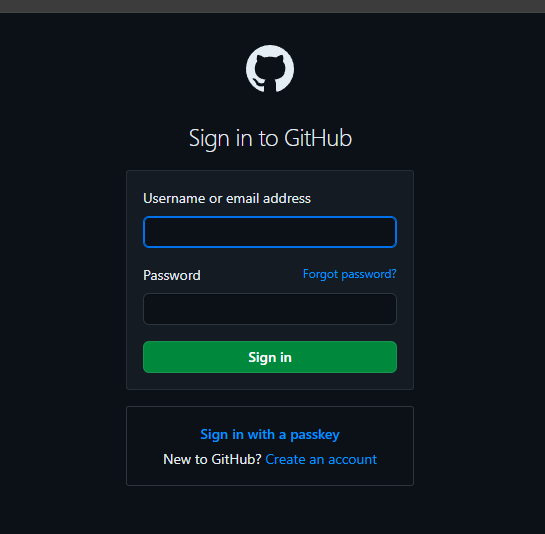 Sign in to GitHub
Username or email address
Password Forgot password?
Sign in
Sign in with a passkey
New to GitHub? Create an account